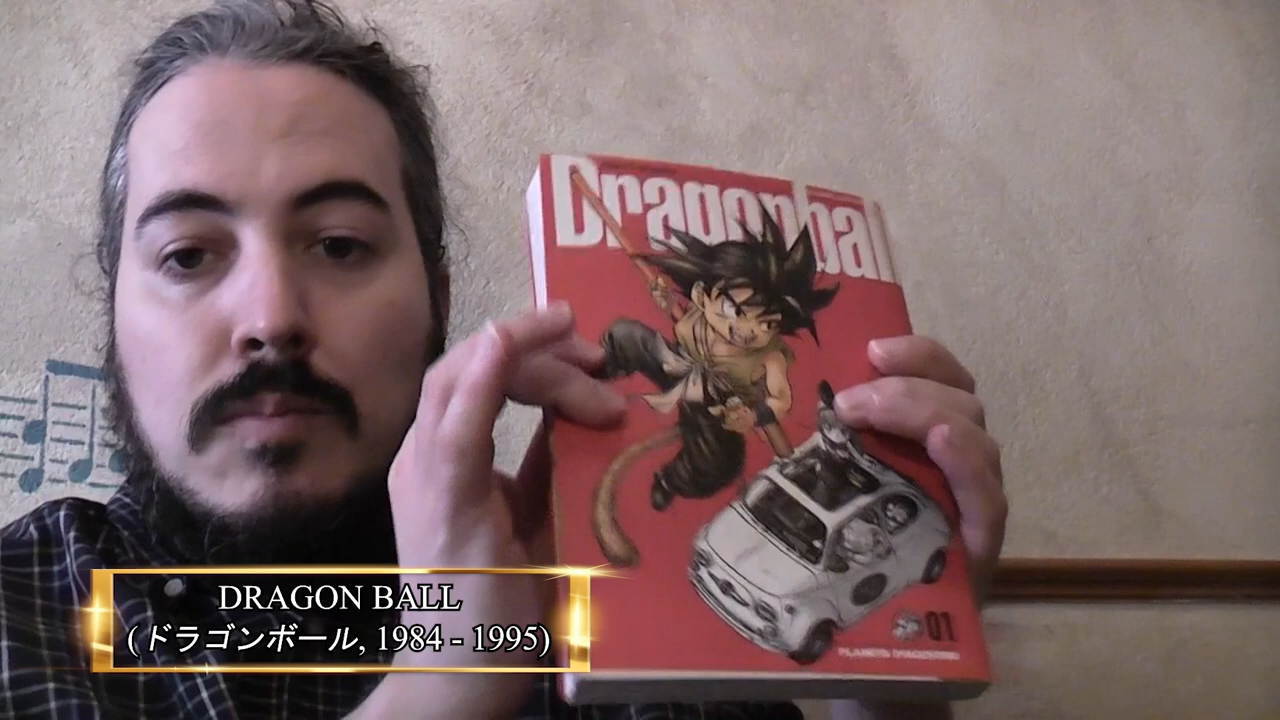 Dragonball
01
PLANETA DEAGOSTINI
DRAGON BALL
(ドラゴンボール, 1984 - 1995)